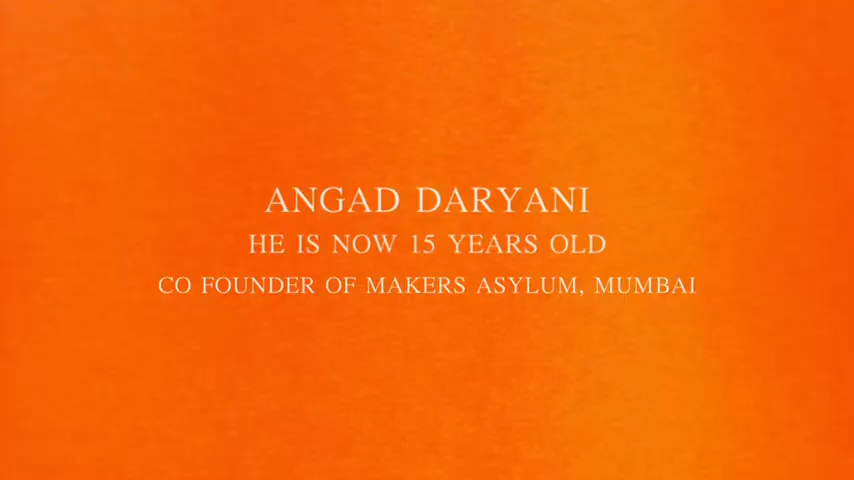 ANGAD DARYANI
HE IS NOW 15 YEARS OLD
CO FOUNDER OF MAKERS ASYLUM, MUMBAI